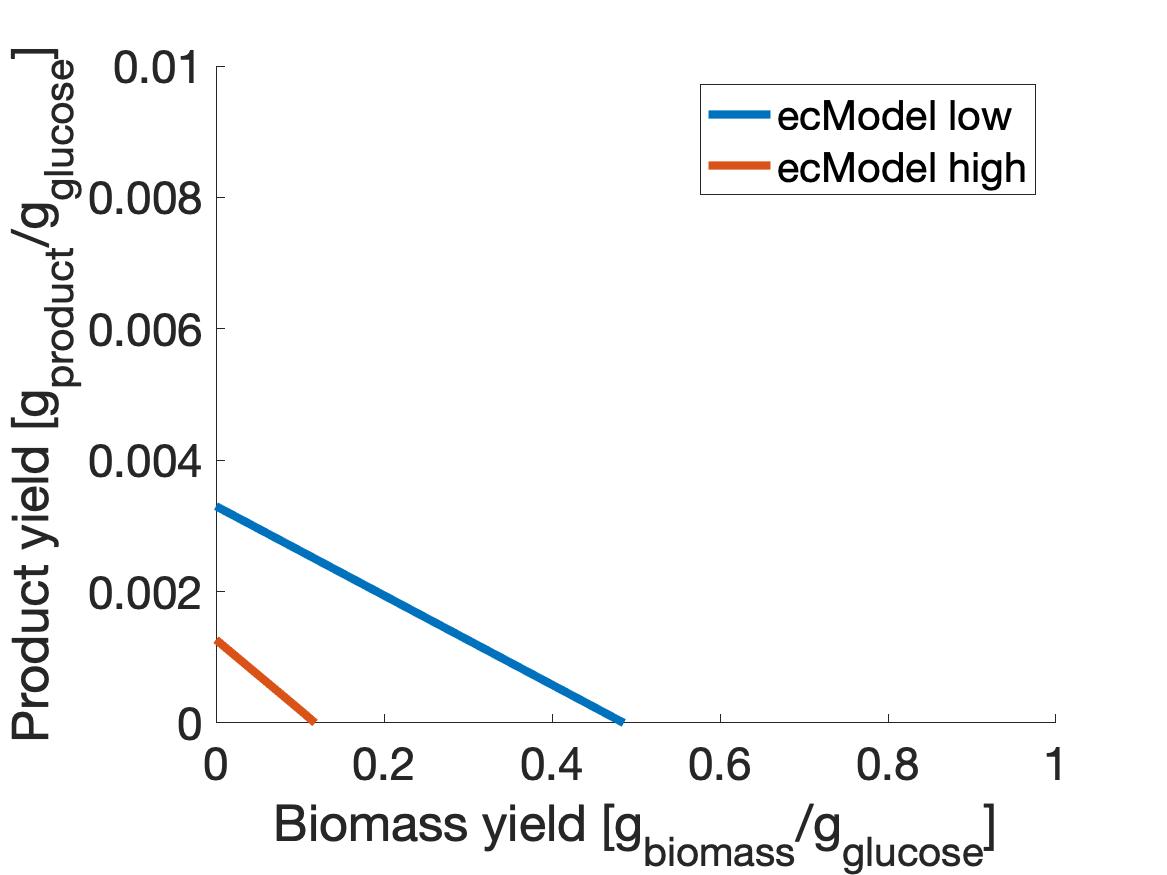 Product yield [g_product/g_glucose]
0.01
0.008
0.006
0.004
0.002
0
ecModel low
ecModel high
0 0.2 0.4 0.6 0.8 1
Biomass yield [g_biomass/g_glucose]